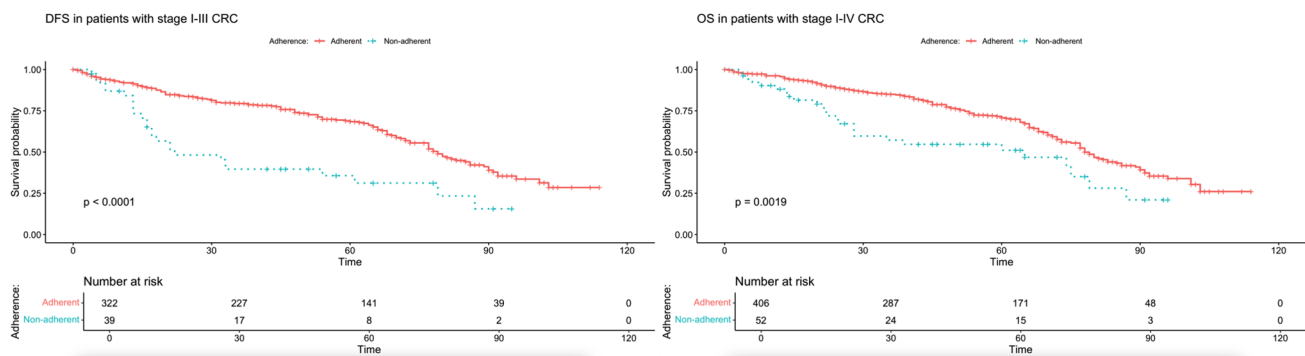 DFS in patients with stage I-III CRC
Adherence: Adherent Non-adherent
Survival probability
1.00
0.75
0.50
0.25
0.00
p < 0.0001
0 30 60 90 120
Time
Number at risk
Adherence:
Adherent 322 227 141 39 0
Non-adherent 39 17 8 2 0
0 30 60 90 120
Time
OS in patients with stage I-IV CRC
Adherence: Adherent Non-adherent
Survival probability
1.00
0.75
0.50
0.25
0.00
p = 0.0019
0 30 60 90 120
Time
Number at risk
Adherence:
Adherent 406 287 171 48 0
Non-adherent 52 24 15 3 0
0 30 60 90 120
Time